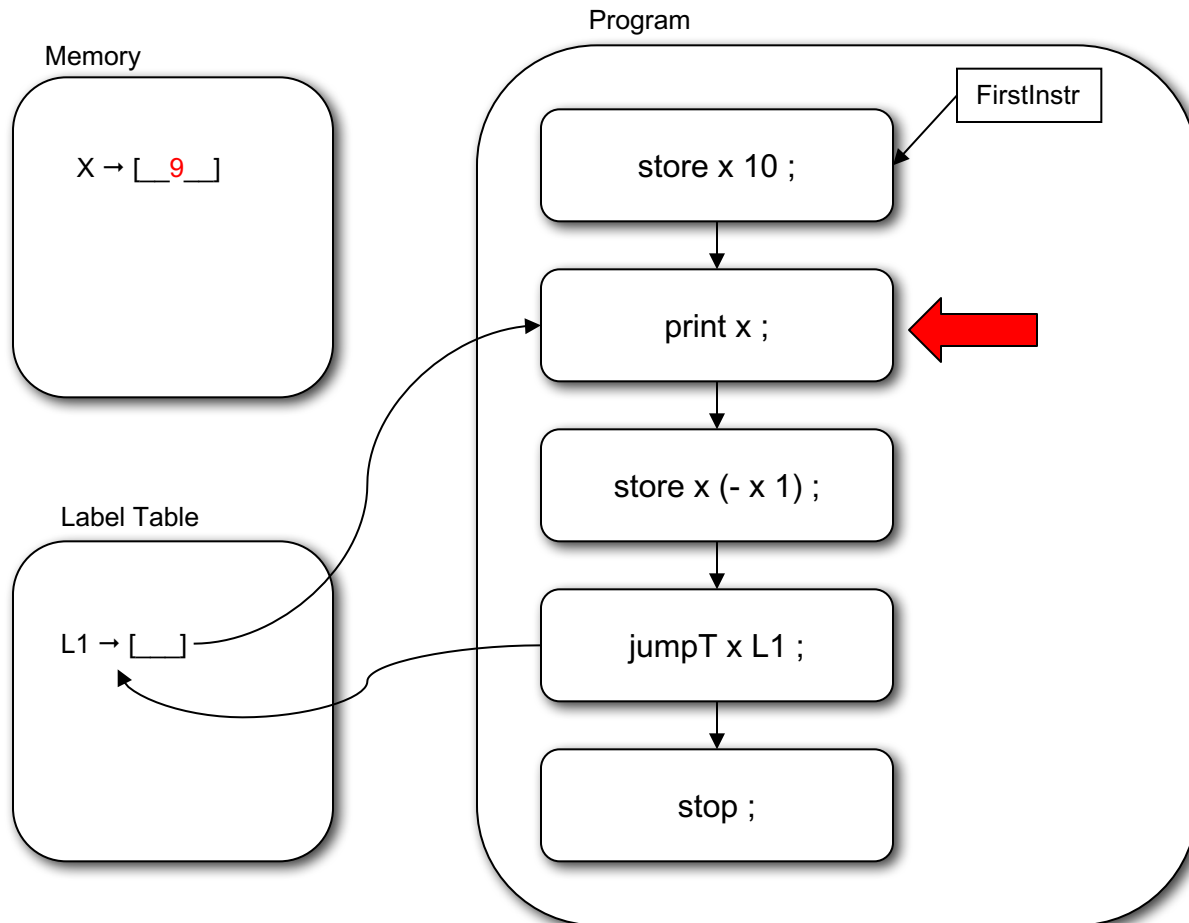 Program
Memory
FirstInstr
X → [__9__]
store x 10 ;
print x ;
store x (- x 1) ;
Label Table
L1 → [___]
jumpT x L1 ;
stop ;